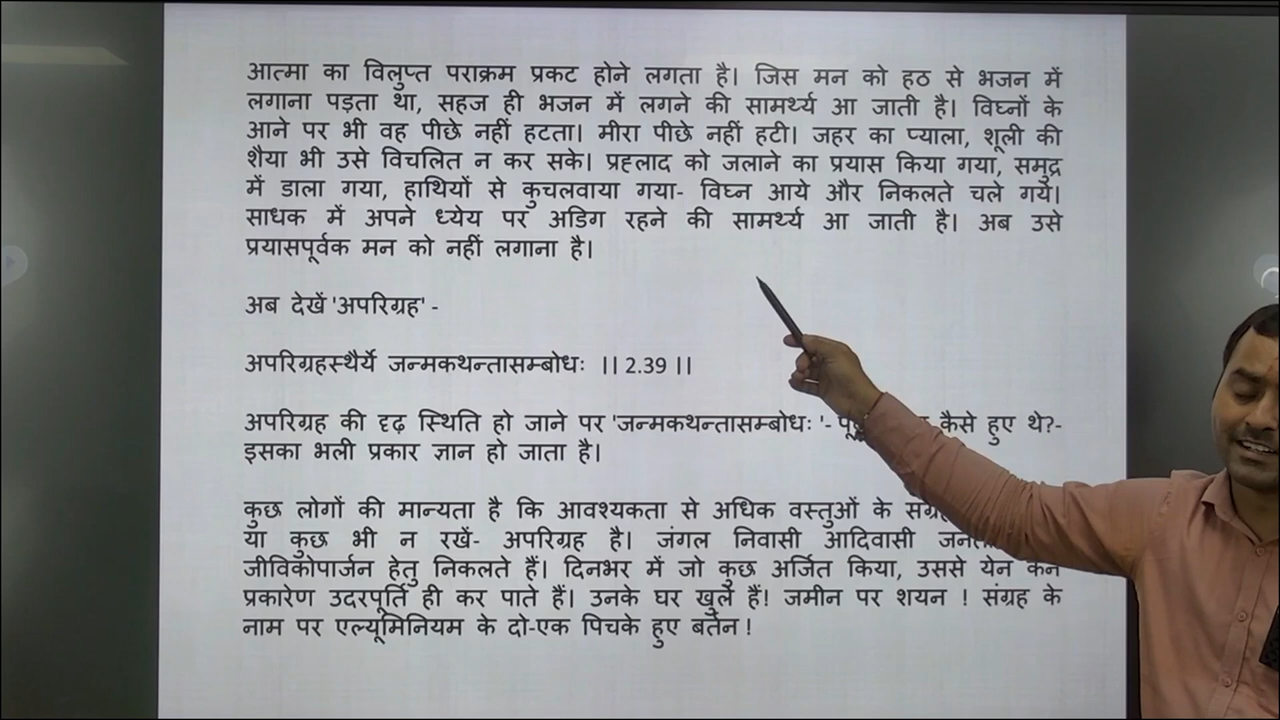 आत्मा का विलुप्त पराक्रम प्रकट होने लगता है। जिस मन को हठ से भजन में
लगाना पड़ता था, सहज ही भजन में लगने की सामर्थ्य आ जाती है। विघ्नों के
आने पर भी वह पीछे नहीं हटता। मीरा पीछे नहीं हटी। जहर का प्याला, शूली की
शैया भी उसे विचलित न कर सके। प्रह्लाद को जलाने का प्रयास किया गया, समुद्र
में डाला गया, हाथियों से कुचलवाया गया- विघ्न आये और निकलते चले गये।
साधक में अपने ध्येय पर अडिग रहने की सामर्थ्य आ जाती है। अब उसे
प्रयासपूर्वक मन को नहीं लगाना है।
अब देखें 'अपरिग्रह' -
अपरिग्रहस्थैर्ये जन्मकथन्तासम्बोधः ।। 2.39 ।।
अपरिग्रह की दृढ़ स्थिति हो जाने पर 'जन्मकथन्तासम्बोधः '- कैसे हुए थे?-
इसका भली प्रकार ज्ञान हो जाता है।
कुछ लोगों की मान्यता है कि आवश्यकता से अधिक वस्तुओं के
या कुछ भी न रखें- अपरिग्रह है। जंगल निवासी आदिवासी
जीविकोपार्जन हेतु निकलते हैं। दिनभर में जो कुछ अर्जित किया, उससे येन केन
प्रकारेण उदरपूर्ति ही कर पाते हैं। उनके घर खुले हैं! जमीन पर शयन ! संग्रह के
नाम पर एल्यूमिनियम के दो-एक पिचके हुए बर्तन !